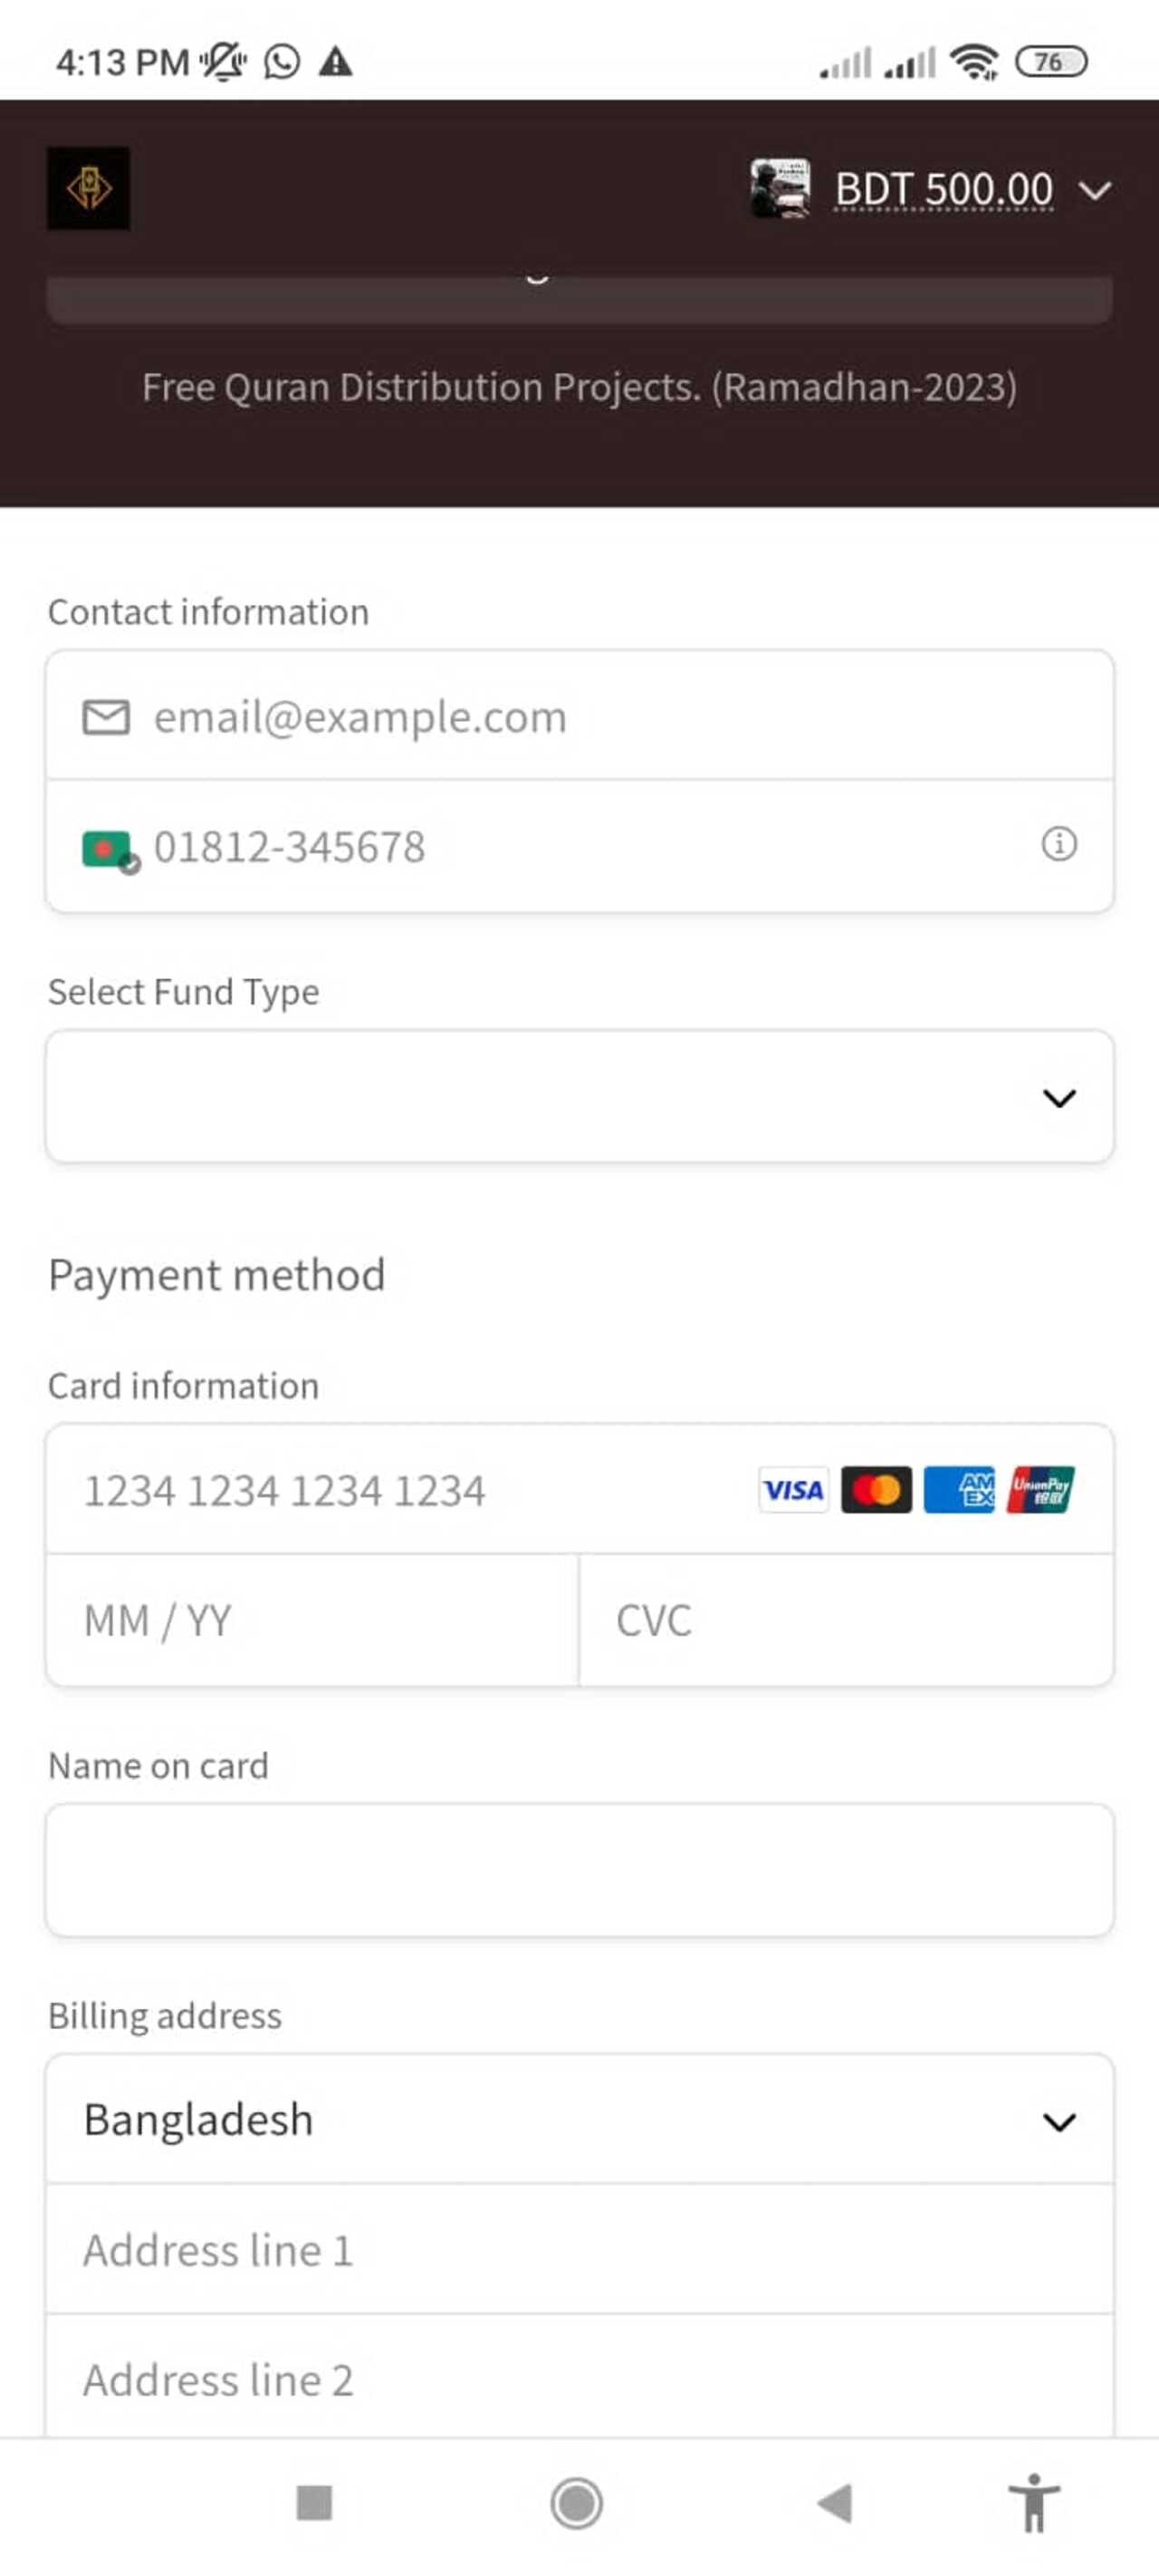 4:13 PM
76
BDT 500.00
Free Quran Distribution Projects. (Ramadhan-2023)
Contact information
email@example.com
01812-345678
Select Fund Type
Payment method
Card information
1234 1234 1234 1234
VISA
AM
EX
UnionPay
银联
MM / YY
CVC
Name on card
Billing address
Bangladesh
Address line 1
Address line 2